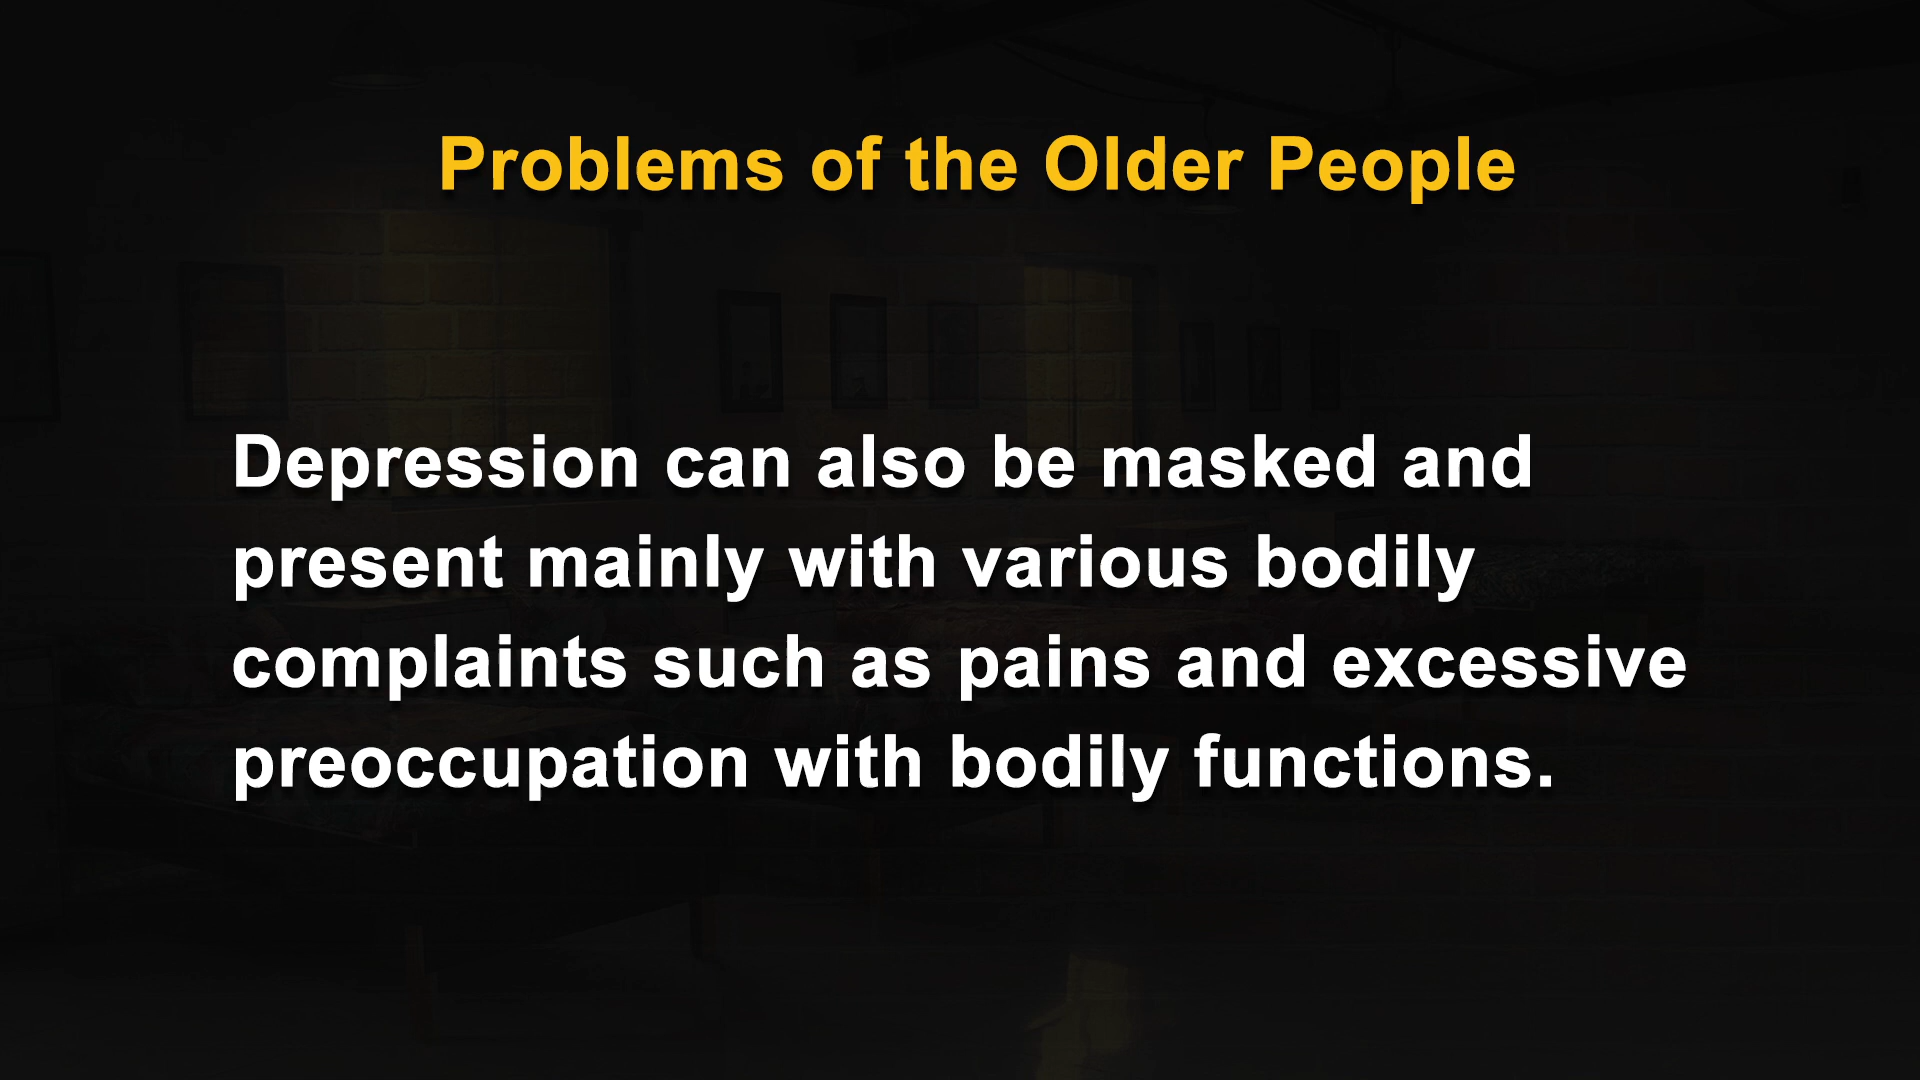 Problems of the Older People
Depression can also be masked and
present mainly with various bodily
complaints such as pains and excessive
preoccupation with bodily functions.